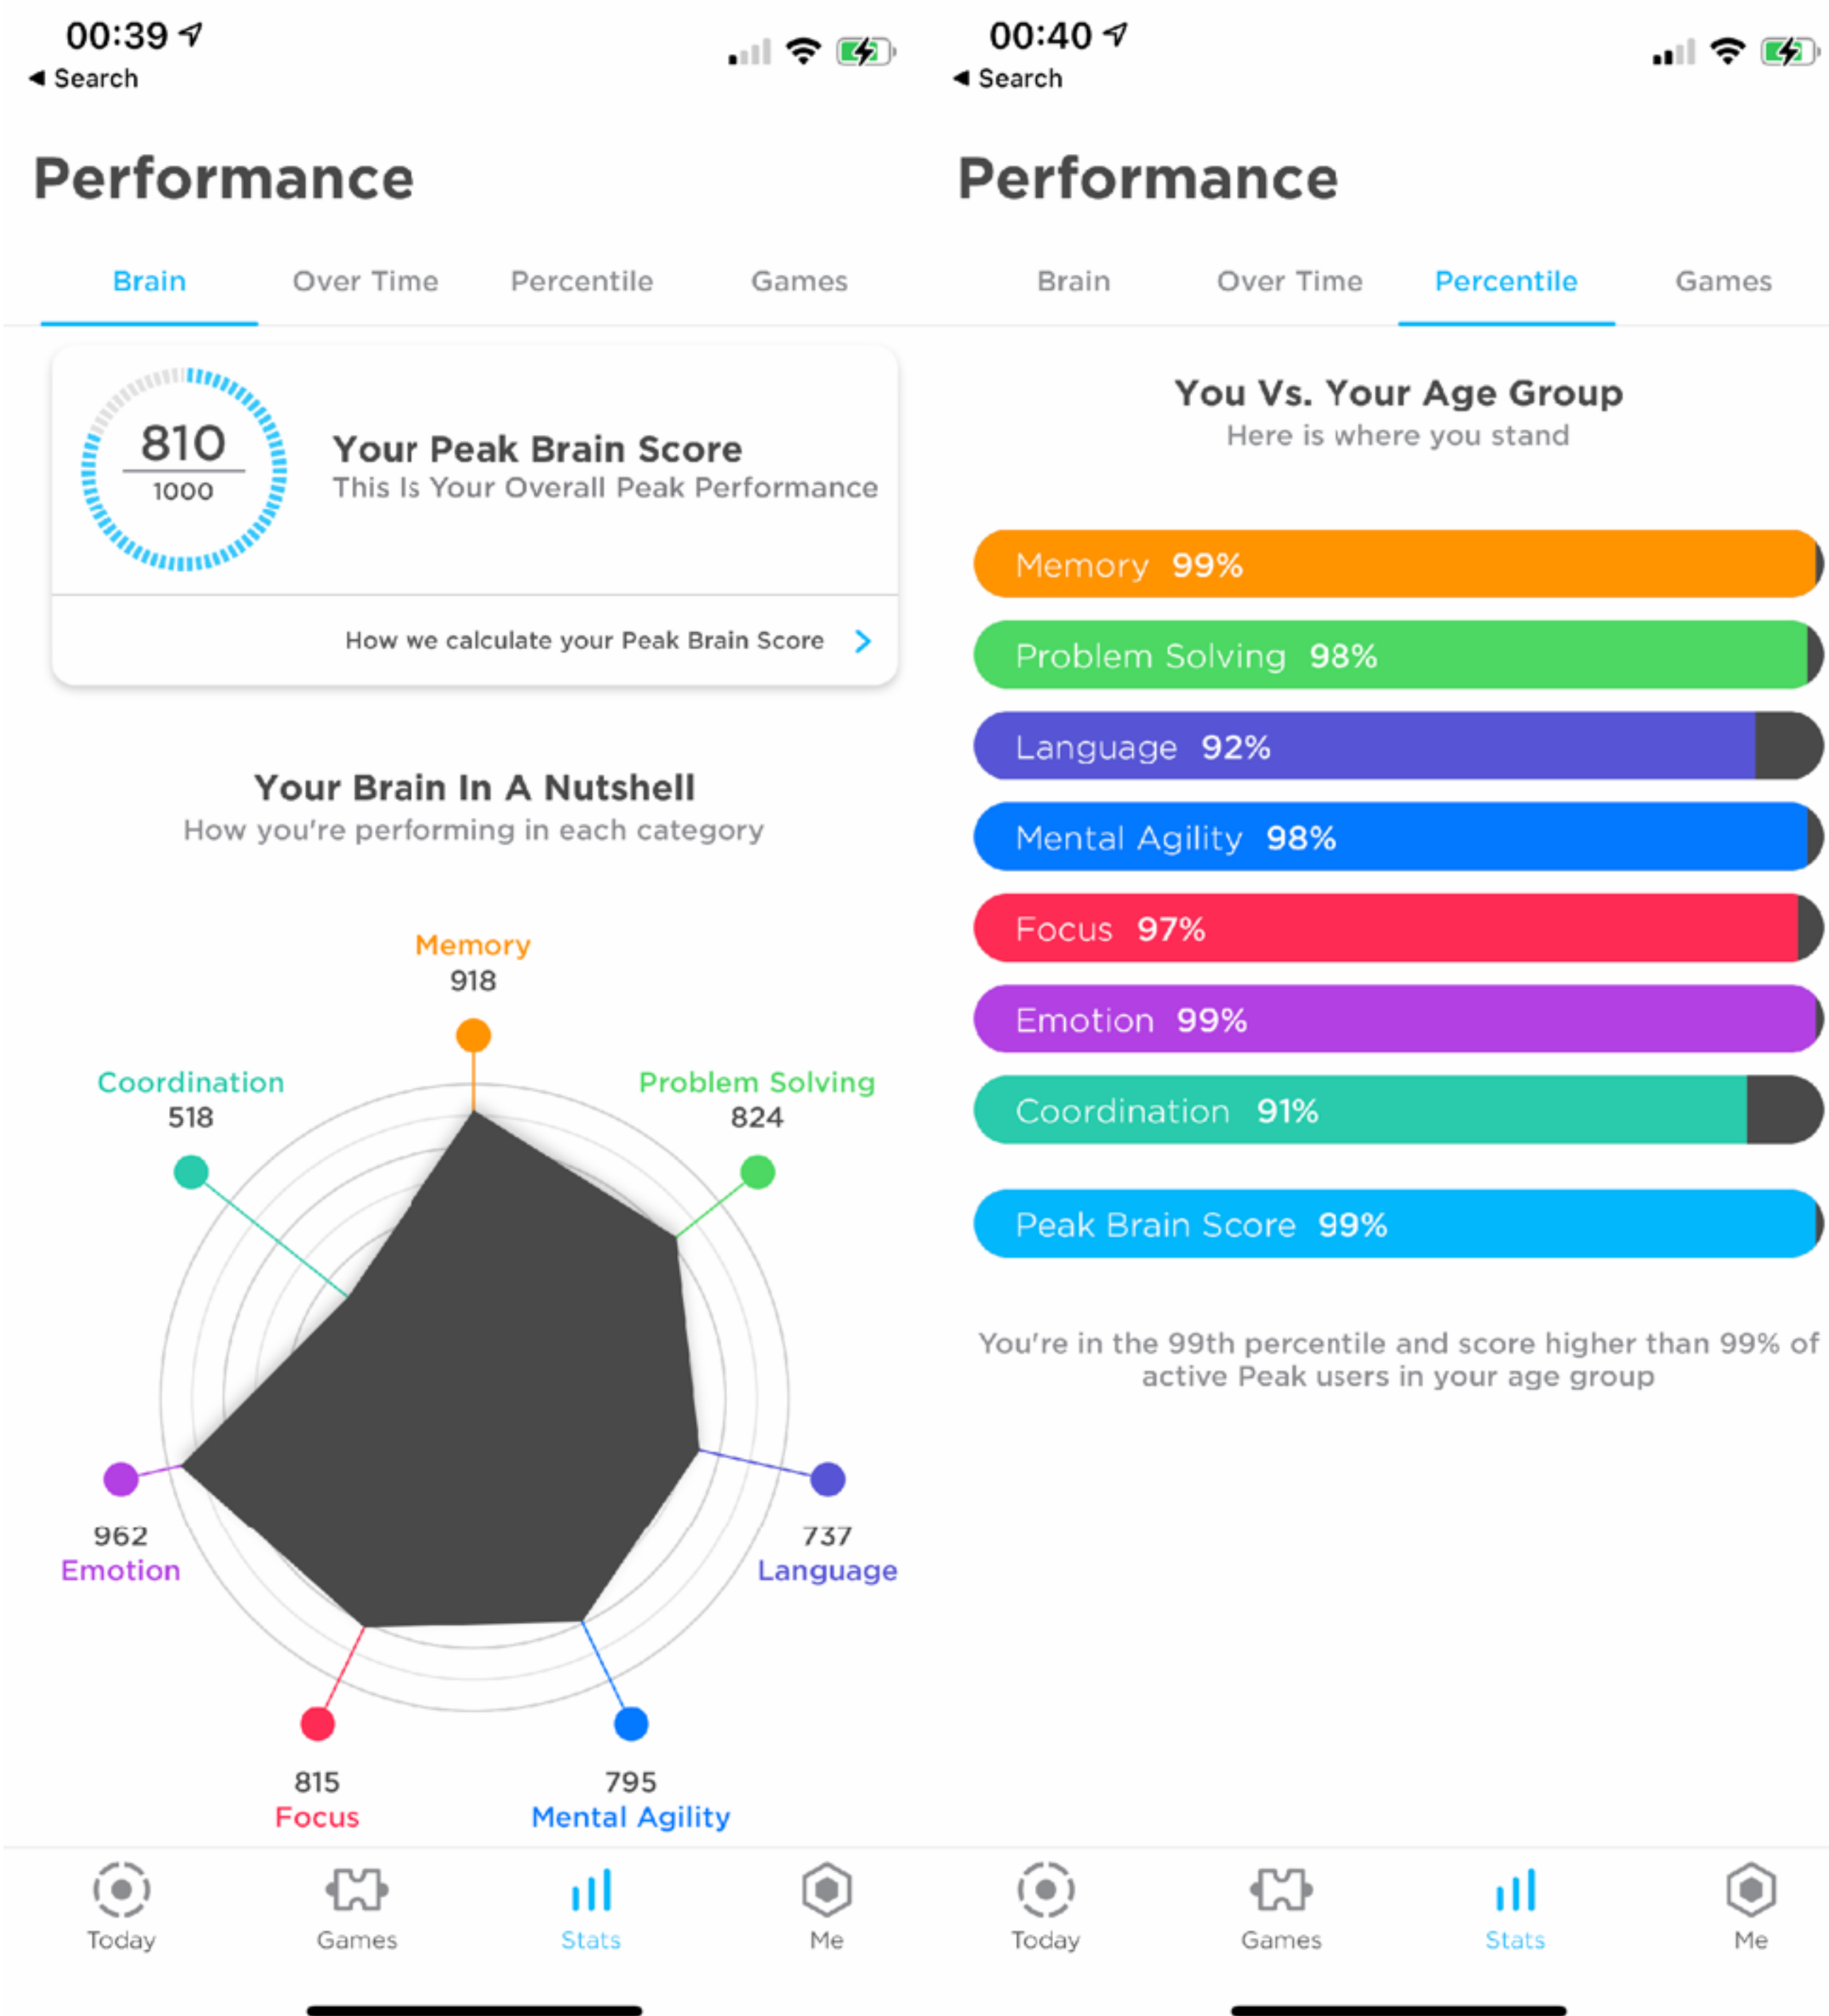 00:39
◀ Search
Performance
Brain Over Time Percentile Games
810
1000
Your Peak Brain Score
This Is Your Overall Peak Performance
How we calculate your Peak Brain Score
Your Brain In A Nutshell
How you're performing in each category
Memory
918
Coordination
518
Problem Solving
824
962
Emotion
737
Language
815
Focus
795
Mental Agility
Today Games Stats Me
00:40
◀ Search
Performance
Brain Over Time Percentile Games
You Vs. Your Age Group
Here is where you stand
Memory 99%
Problem Solving 98%
Language 92%
Mental Agility 98%
Focus 97%
Emotion 99%
Coordination 91%
Peak Brain Score 99%
You're in the 99th percentile and score higher than 99% of
active Peak users in your age group
Today Games Stats Me